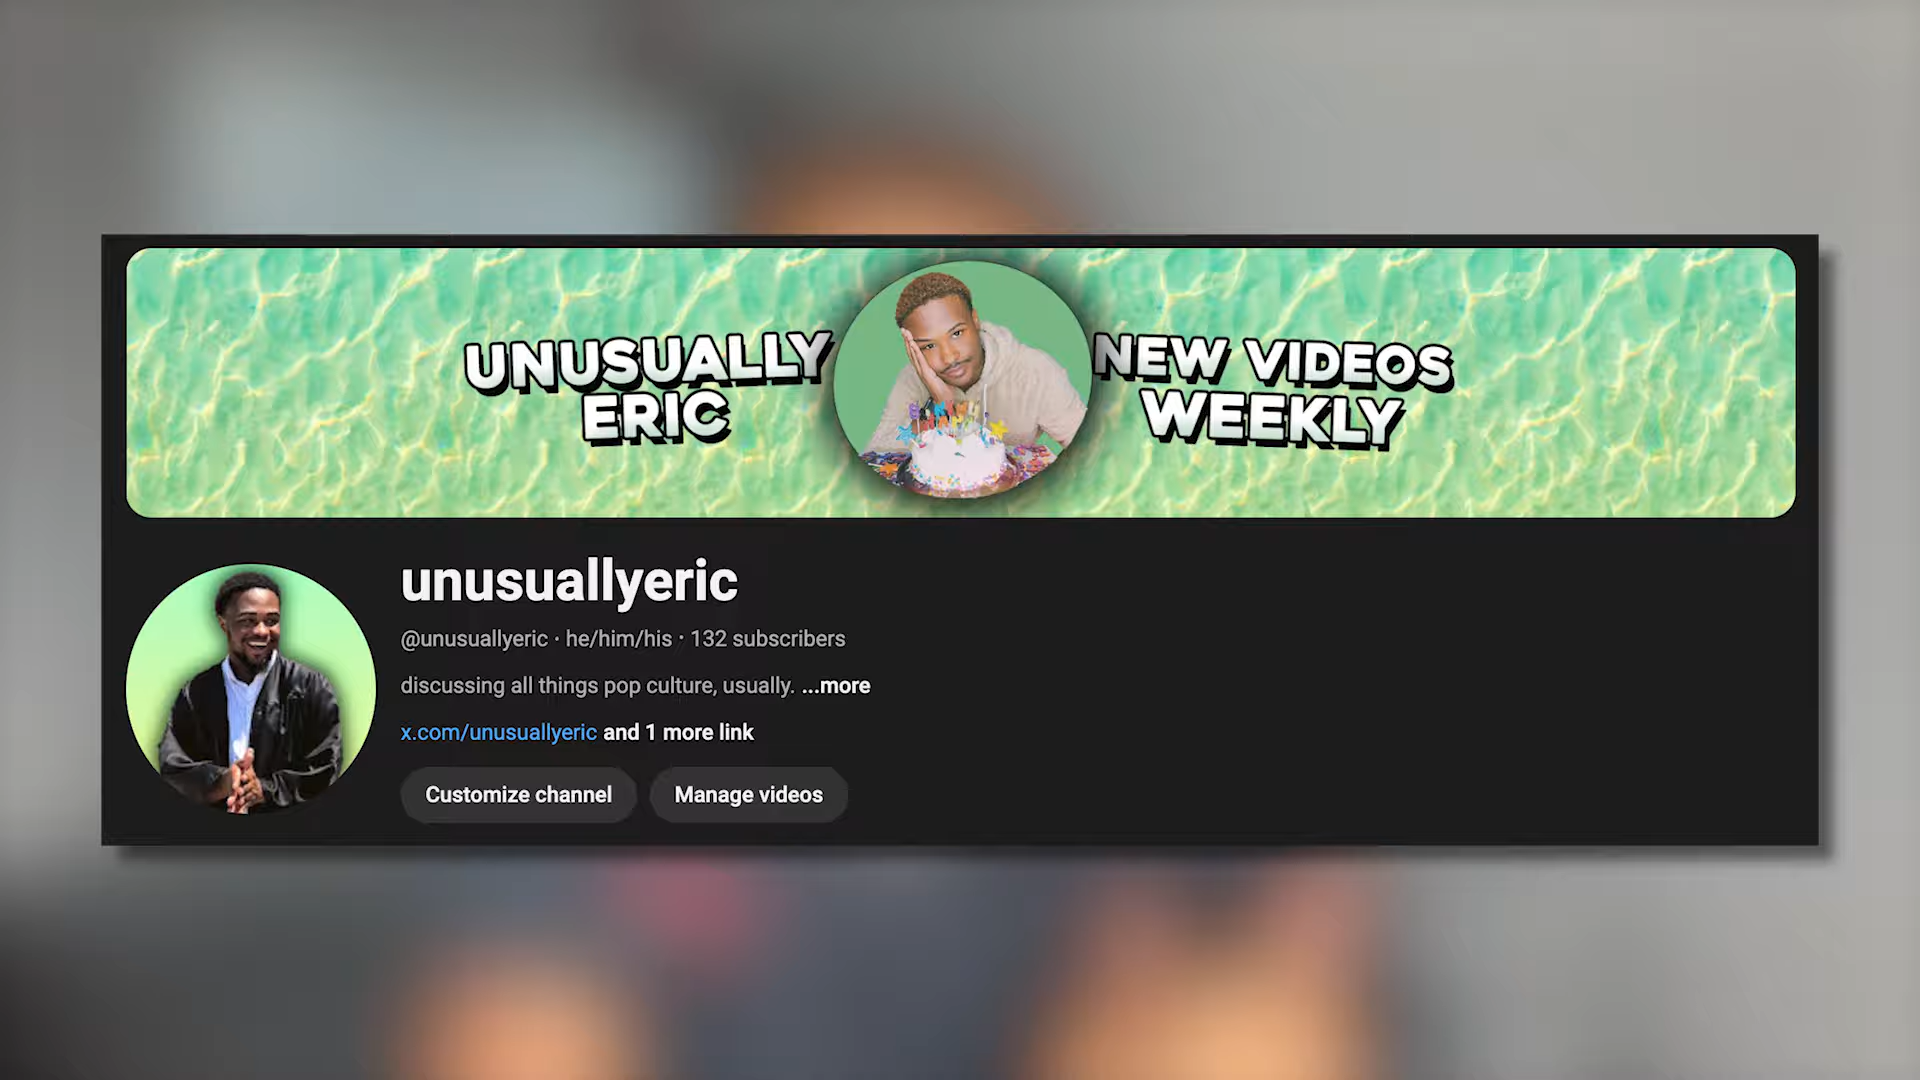 UNUSUALLY
ERIC
NEW VIDEOS
WEEKLY
unusuallyeric
@unusuallyeric · he/him/his · 132 subscribers
discussing all things pop culture, usually. ...more
x.com/unusuallyeric and 1 more link
Customize channel
Manage videos